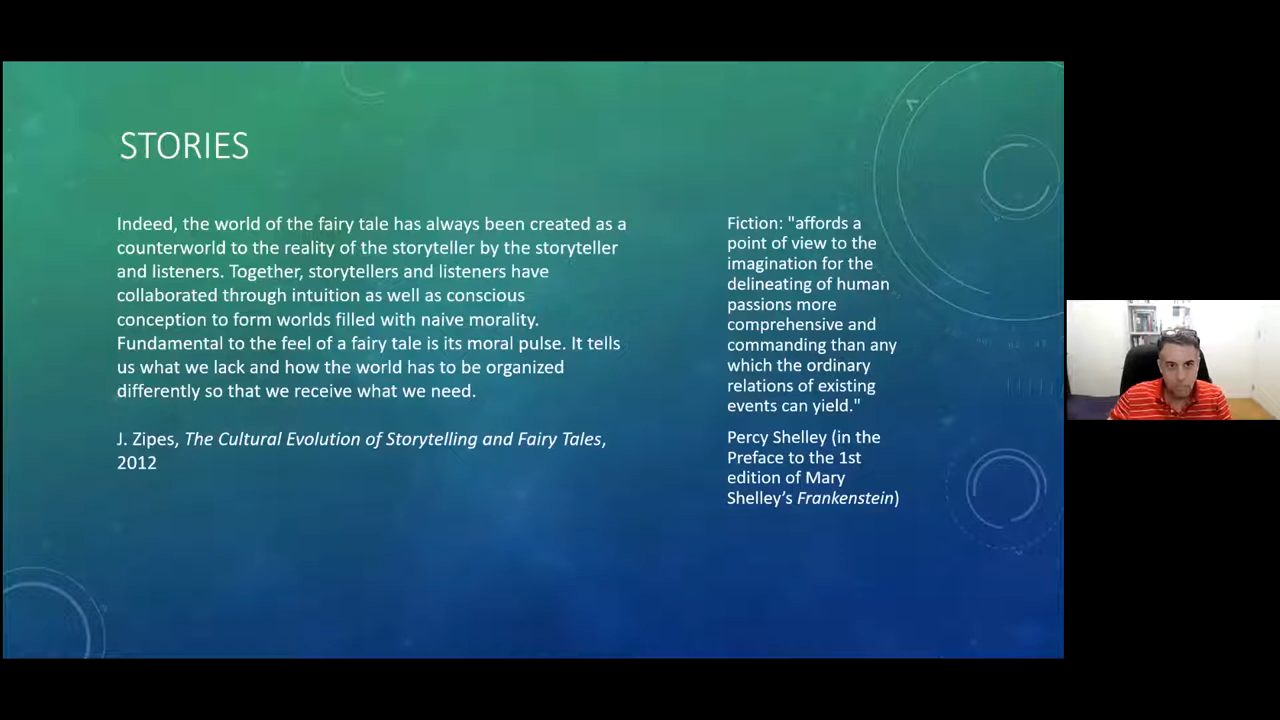 STORIES
Indeed, the world of the fairy tale has always been created as a
counterworld to the reality of the storyteller by the storyteller
and listeners. Together, storytellers and listeners have
collaborated through intuition as well as conscious
conception to form worlds filled with naive morality.
Fundamental to the feel of a fairy tale is its moral pulse. It tells
us what we lack and how the world has to be organized
differently so that we receive what we need.
J. Zipes, The Cultural Evolution of Storytelling and Fairy Tales,
2012
Fiction: "affords a
point of view to the
imagination for the
delineating of human
passions more
comprehensive and
commanding than any
which the ordinary
relations of existing
events can yield."
Percy Shelley (in the
Preface to the 1st
edition of Mary
Shelley’s Frankenstein)